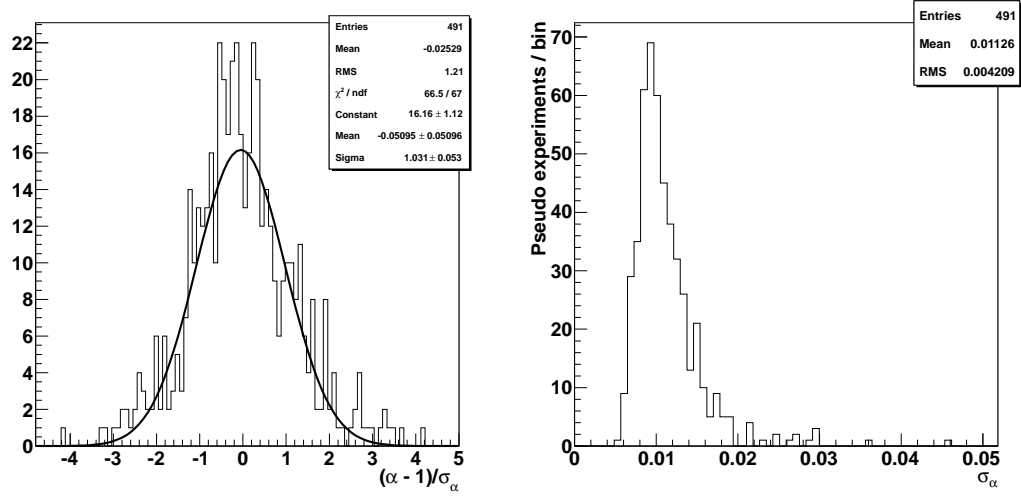 Entries 491
Mean -0.02529
RMS 1.21
χ² / ndf 66.5 / 67
Constant 16.16 ± 1.12
Mean -0.05095 ± 0.05096
Sigma 1.031 ± 0.053
22
20
18
16
14
12
10
8
6
4
2
0
-4 -3 -2 -1 0 1 2 3 4 5
(α - 1)/σα
Entries 491
Mean 0.01126
RMS 0.004209
Pseudo experiments / bin
70
60
50
40
30
20
10
0
0 0.01 0.02 0.03 0.04 0.05
σα